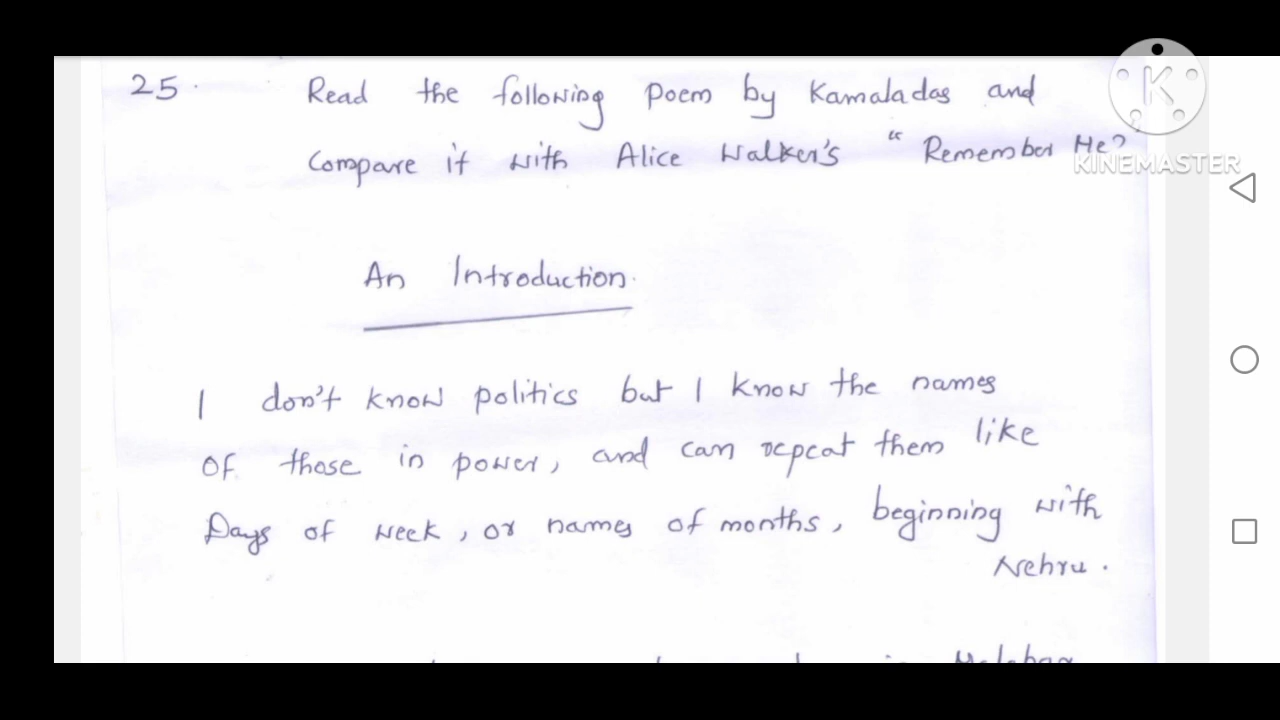 25.
Read the following poem by Kamaladas and
Compare it with Alice Walker's "Remember Me?"
KINEMASTER
An Introduction.
I don't know politics but I know the names
of those in power, and can repeat them like
Days of week, or names of months, beginning with
Nehru.